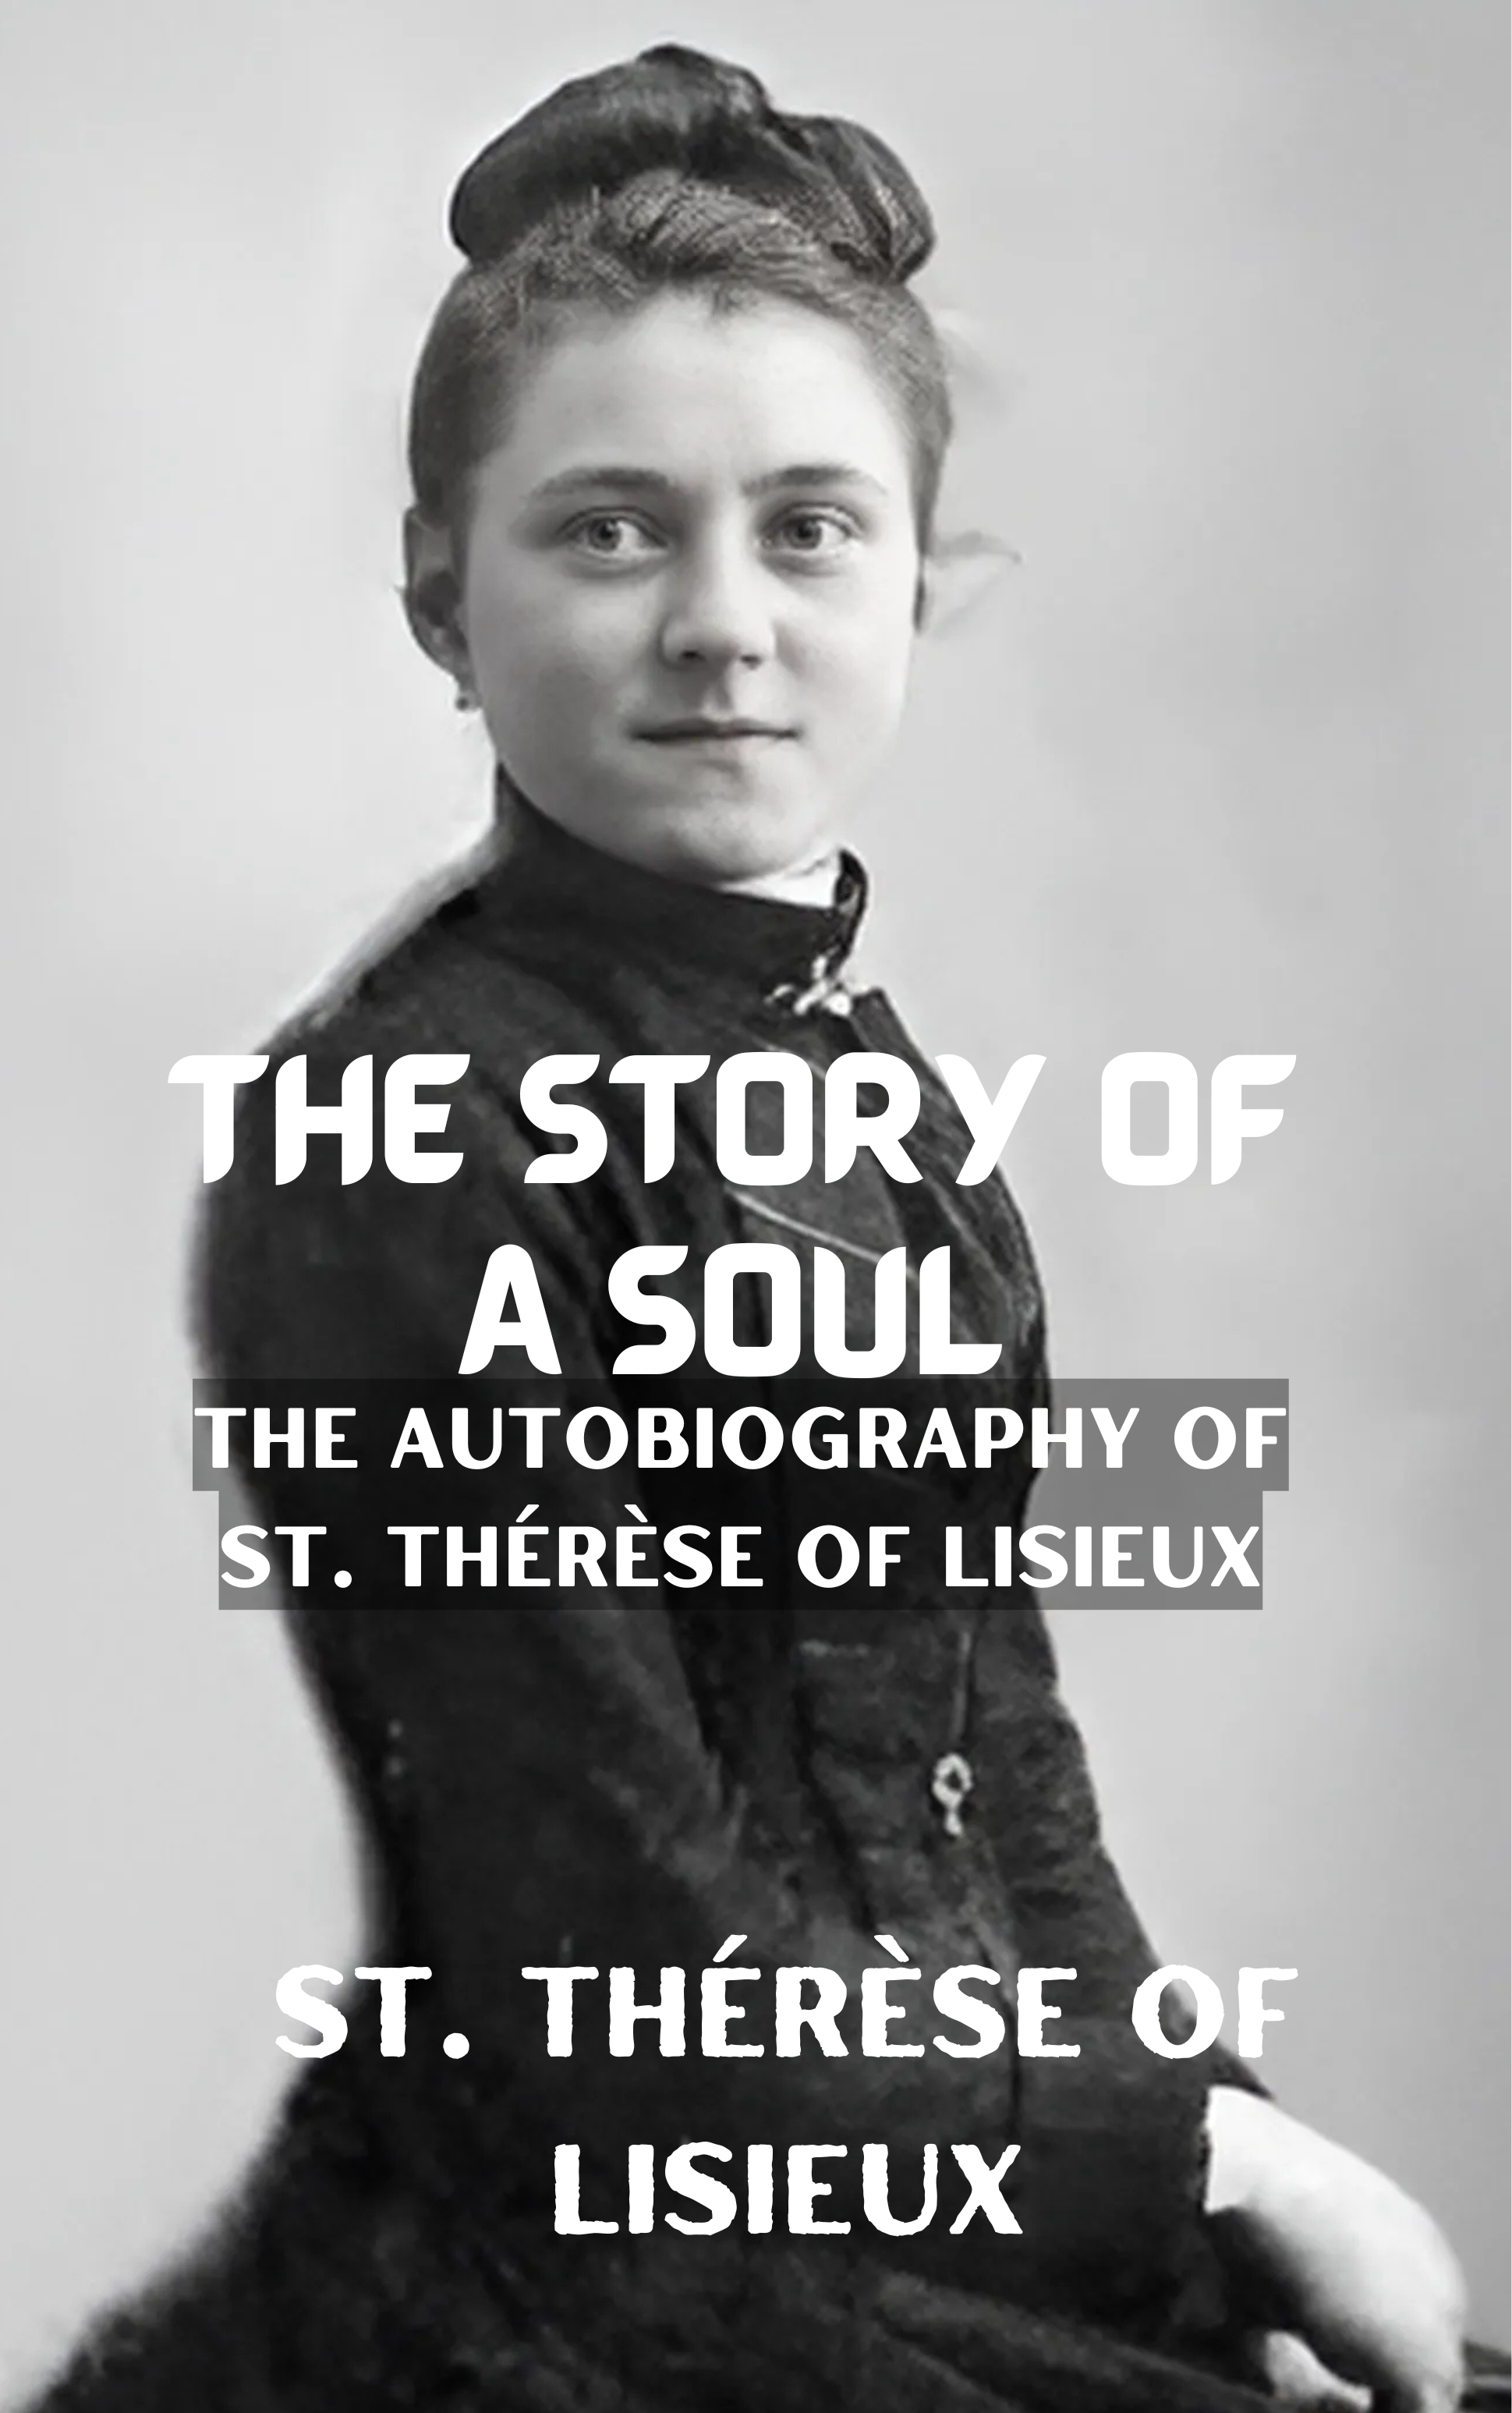 THE STORY OF
A SOUL
THE AUTOBIOGRAPHY OF
ST. THÉRÈSE OF LISIEUX
ST. THÉRÈSE OF
LISIEUX